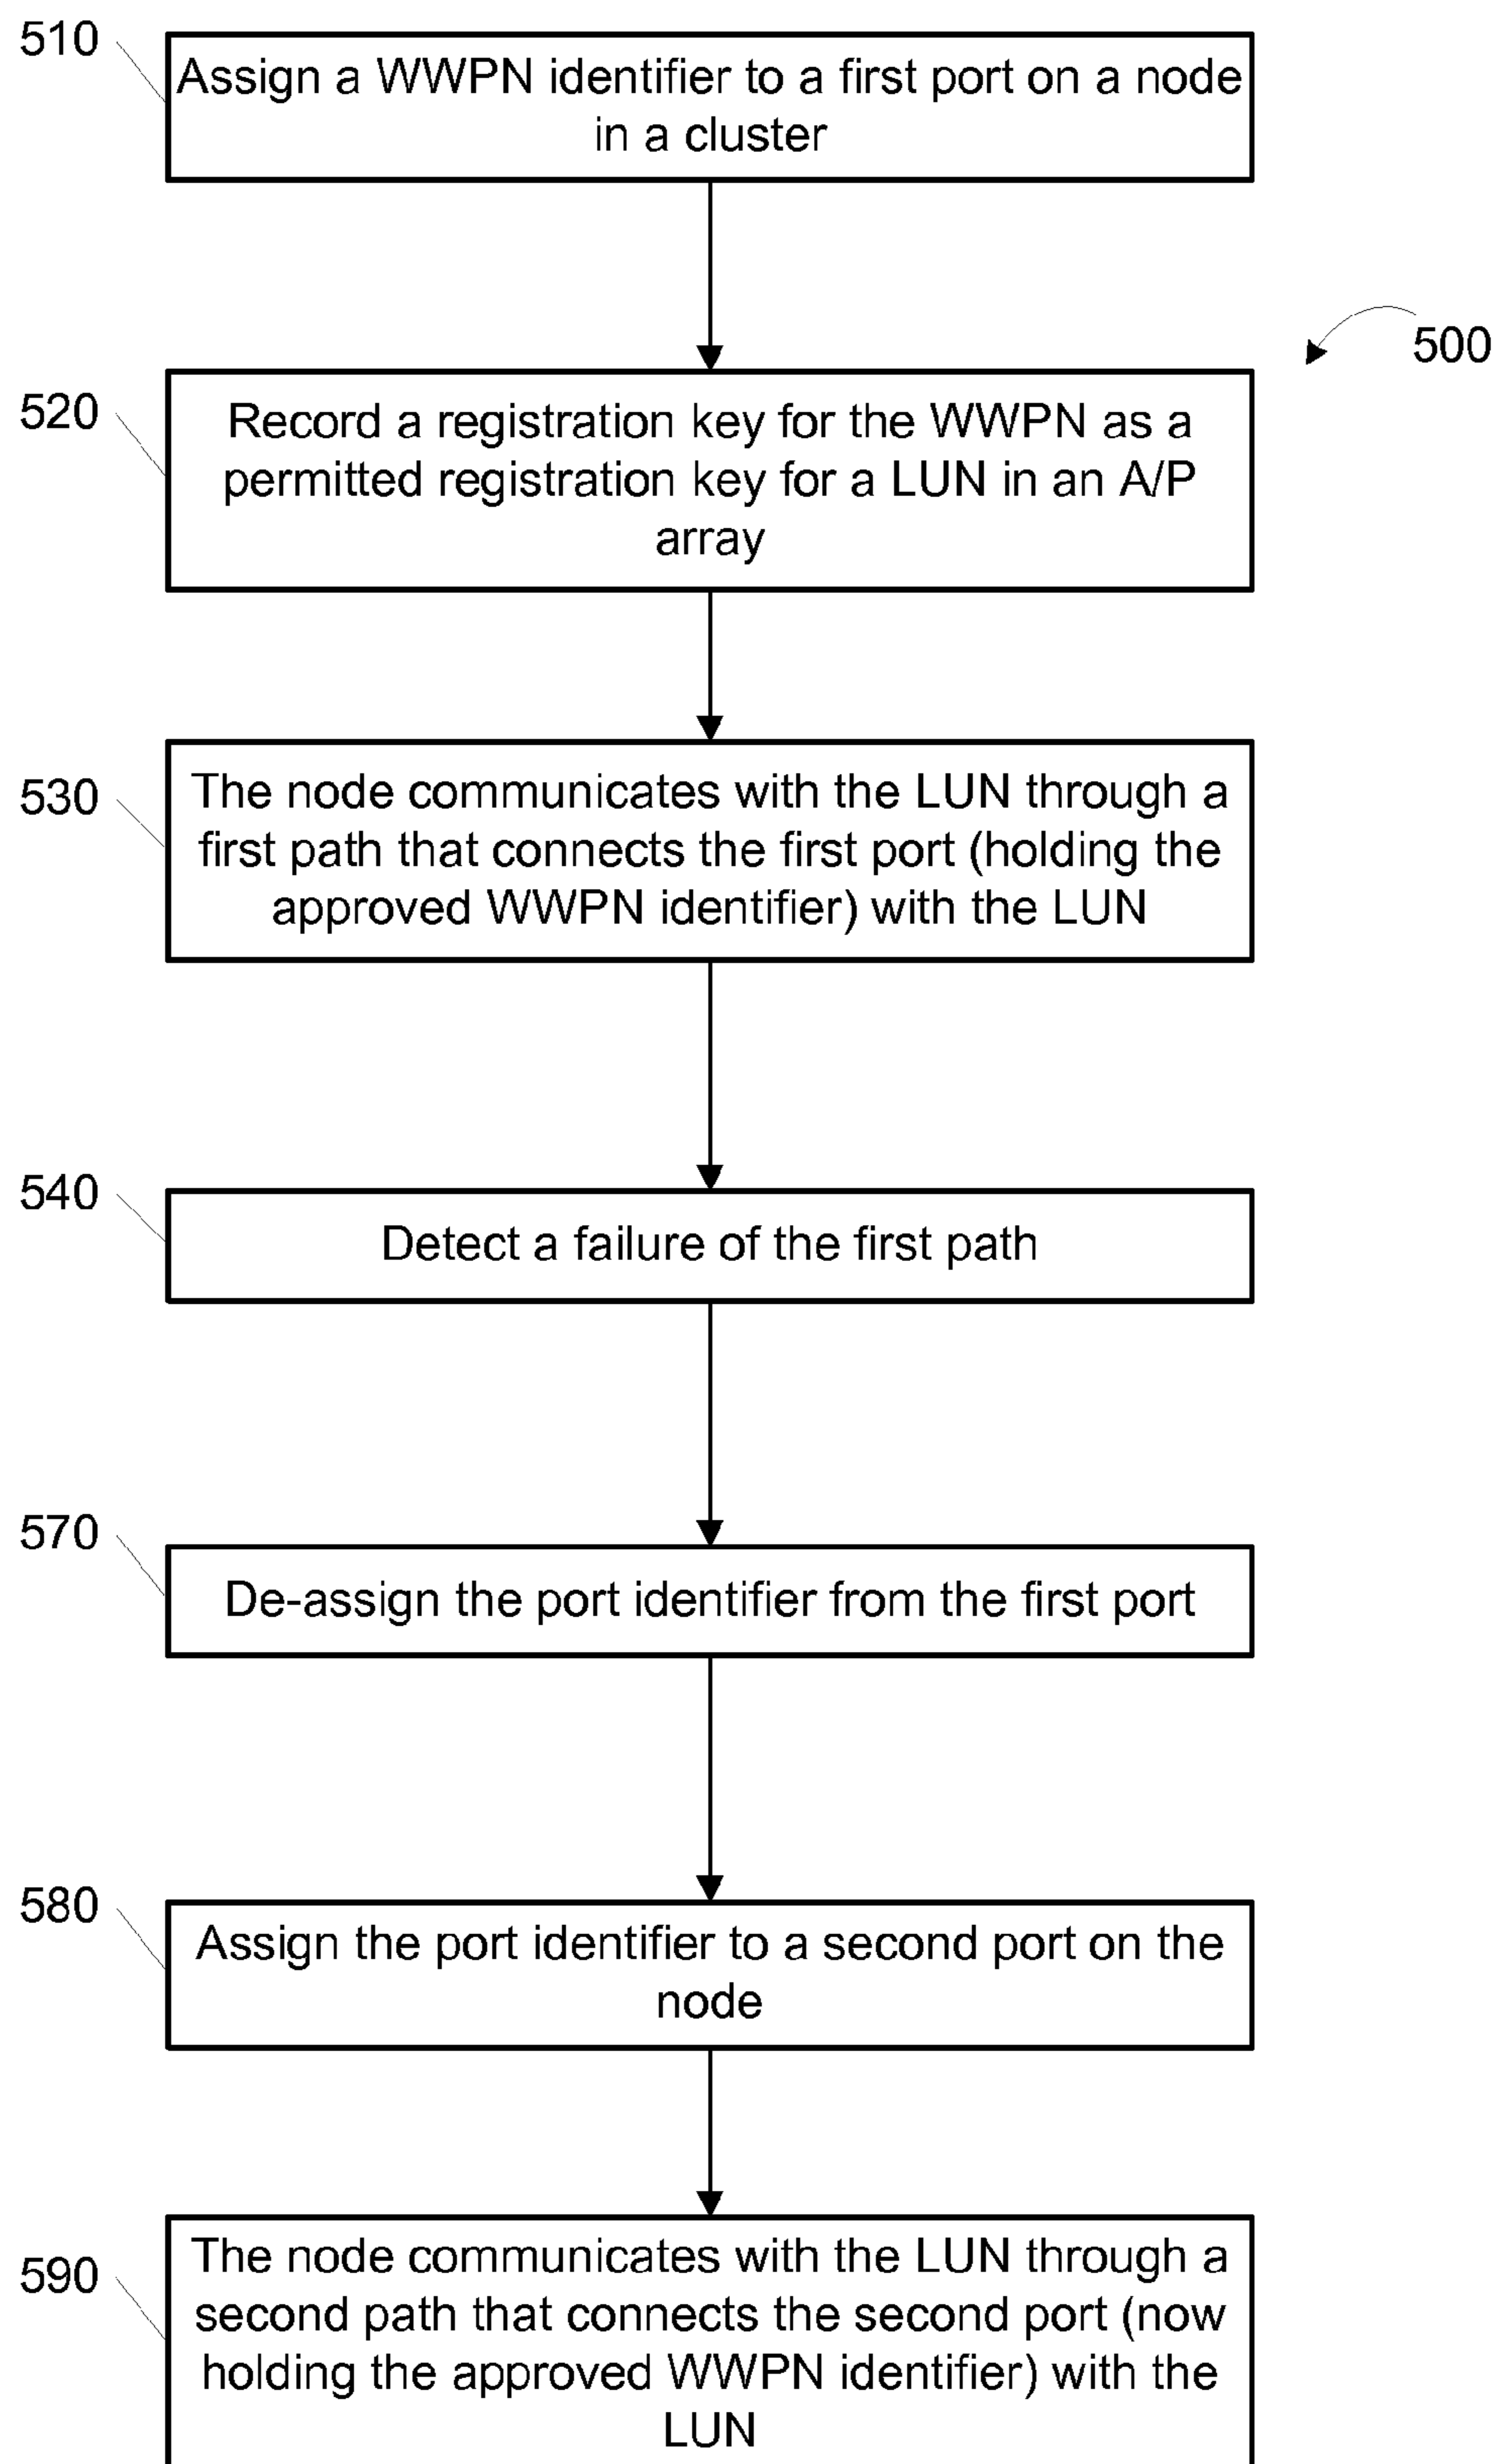 510
Assign a WWPN identifier to a first port on a node
in a cluster
500
520
Record a registration key for the WWPN as a
permitted registration key for a LUN in an A/P
array
530
The node communicates with the LUN through a
first path that connects the first port (holding the
approved WWPN identifier) with the LUN
540
Detect a failure of the first path
570
De-assign the port identifier from the first port
580
Assign the port identifier to a second port on the
node
590
The node communicates with the LUN through a
second path that connects the second port (now
holding the approved WWPN identifier) with the
LUN